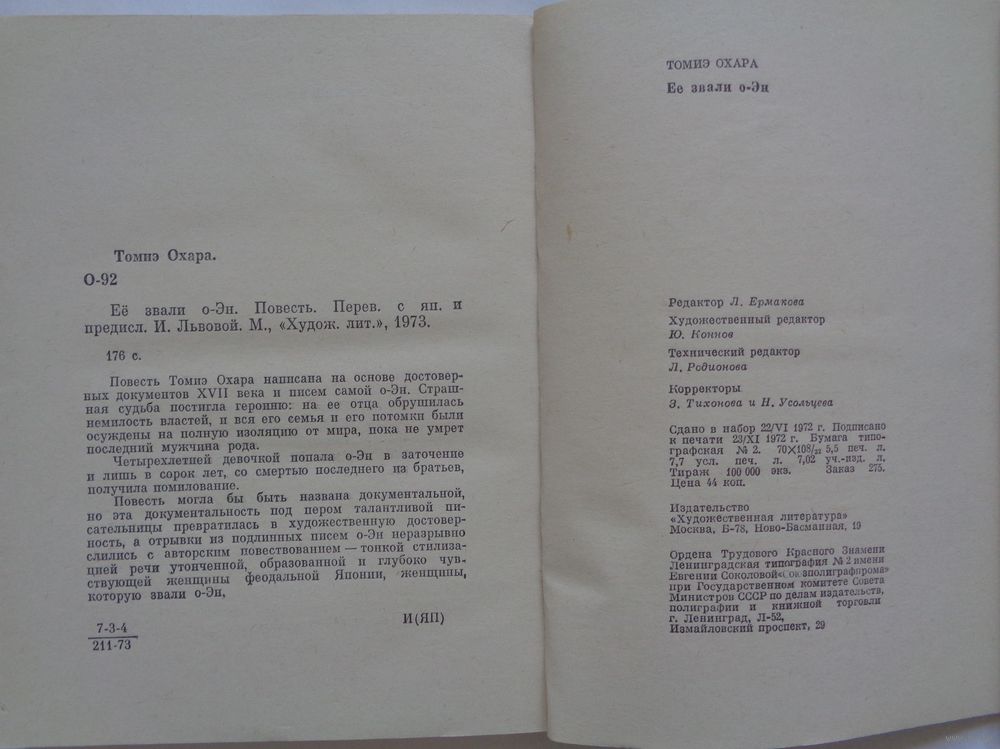 Томиэ Охара.
О-92
Её звали о-Эн. Повесть. Перев. с яп. и
предисл. И. Львовой. М., «Худож. лит.», 1973.
176 с.
Повесть Томиэ Охара написана на основе достовер-
ных документов XVII века и писем самой о-Эн. Страш-
ная судьба постигла героиню: на ее отца обрушилась
немилость властей, и вся его семья и его потомки были
осуждены на полную изоляцию от мира, пока не умрет
последний мужчина рода.
Четырехлетней девочкой попала о-Эн в заточение
и лишь в сорок лет, со смертью последнего из братьев,
получила помилование.
Повесть могла бы быть названа документальной,
но эта документальность под пером талантливой пи-
сательницы превратилась в художественную достовер-
ность, а отрывки из подлинных писем о-Эн неразрывно
слились с авторским повествованием — тонкой стилиза-
цией речи утонченной, образованной и глубоко чув-
ствующей женщины феодальной Японии, женщины,
которую звали о-Эн,
7-3-4
211-73
И(ЯП)
ТОМИЭ ОХАРА
Ее звали о-Эн
Редактор Л. Ермакова
Художественный редактор
Ю. Коннов
Технический редактор
Л. Родионова
Корректоры
Э. Тихонова и Н. Усольцева
Сдано в набор 22/VI 1972 г. Подписано
к печати 23/XI 1972 г. Бумага типо-
графская № 2. 70×108/32 5,5 печ. л.
7,7 усл. печ. л. 7,02 уч.-изд. л.
Тираж 100 000 экз. Заказ 275.
Цена 44 коп.
Издательство
«Художественная литература»
Москва, Б-78, Ново-Басманная, 19
Ордена Трудового Красного Знамени
Ленинградская типография № 2 имени
Евгении Соколовой «Союзполиграфпрома»
при Государственном комитете Совета
Министров СССР по делам издательств,
полиграфии и книжной торговли
г. Ленинград, Л-52,
Измайловский проспект, 29